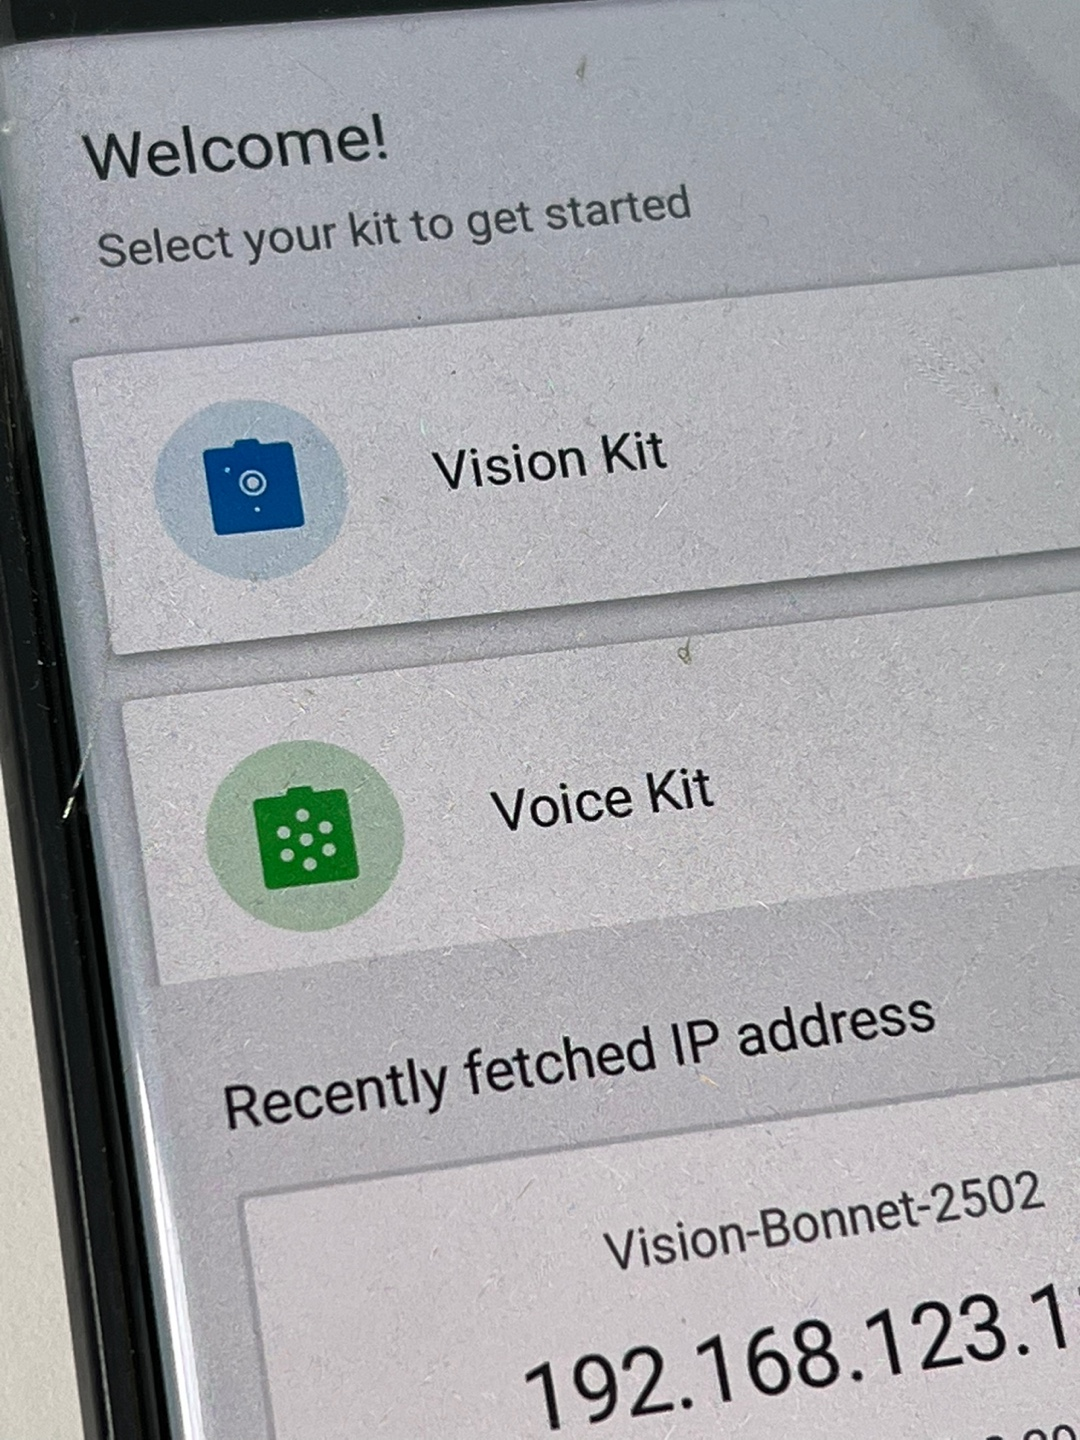 Welcome!
Select your kit to get started
Vision Kit
Voice Kit
Recently fetched IP address
Vision-Bonnet-2502
192.168.123.1